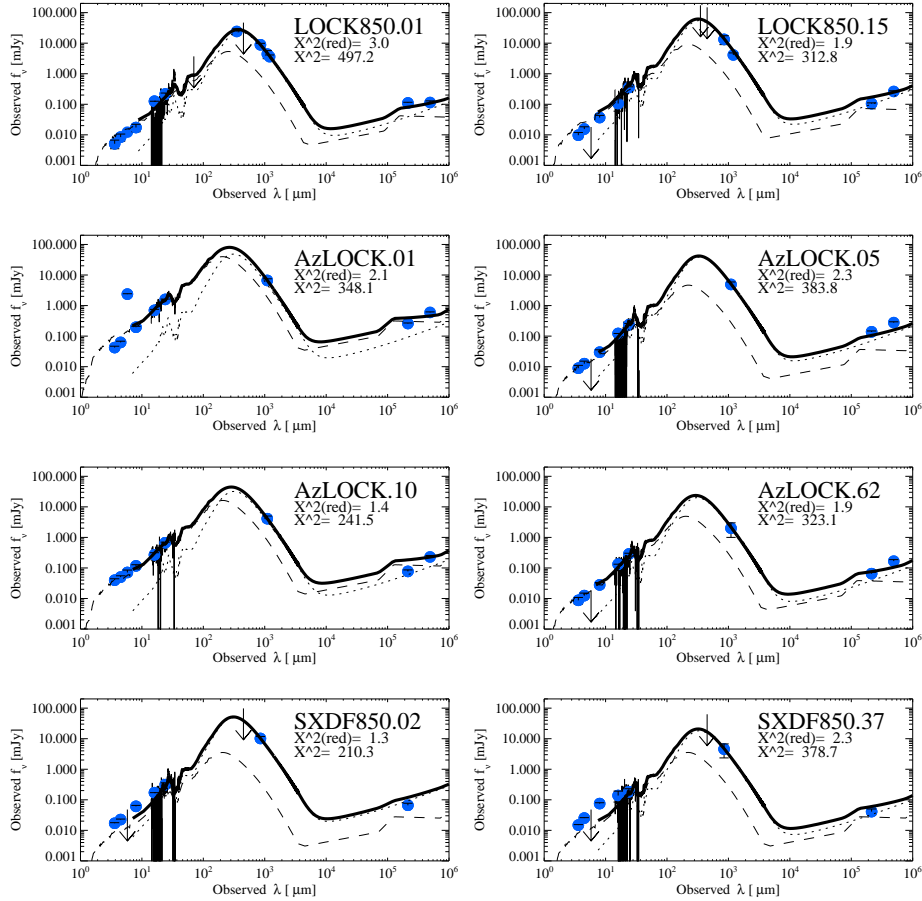 LOCK850.01
X^2(red)= 3.0
X^2= 497.2
100.000
10.000
1.000
0.100
0.010
0.001
Observed f_ν [mJy]
10^0 10^1 10^2 10^3 10^4 10^5 10^6
Observed λ [ μm]
LOCK850.15
X^2(red)= 1.9
X^2= 312.8
100.000
10.000
1.000
0.100
0.010
0.001
Observed f_ν [mJy]
10^0 10^1 10^2 10^3 10^4 10^5 10^6
Observed λ [ μm]
AzLOCK.01
X^2(red)= 2.1
X^2= 348.1
100.000
10.000
1.000
0.100
0.010
0.001
Observed f_ν [mJy]
10^0 10^1 10^2 10^3 10^4 10^5 10^6
Observed λ [ μm]
AzLOCK.05
X^2(red)= 2.3
X^2= 383.8
100.000
10.000
1.000
0.100
0.010
0.001
Observed f_ν [mJy]
10^0 10^1 10^2 10^3 10^4 10^5 10^6
Observed λ [ μm]
AzLOCK.10
X^2(red)= 1.4
X^2= 241.5
100.000
10.000
1.000
0.100
0.010
0.001
Observed f_ν [mJy]
10^0 10^1 10^2 10^3 10^4 10^5 10^6
Observed λ [ μm]
AzLOCK.62
X^2(red)= 1.9
X^2= 323.1
100.000
10.000
1.000
0.100
0.010
0.001
Observed f_ν [mJy]
10^0 10^1 10^2 10^3 10^4 10^5 10^6
Observed λ [ μm]
SXDF850.02
X^2(red)= 1.3
X^2= 210.3
100.000
10.000
1.000
0.100
0.010
0.001
Observed f_ν [mJy]
10^0 10^1 10^2 10^3 10^4 10^5 10^6
Observed λ [ μm]
SXDF850.37
X^2(red)= 2.3
X^2= 378.7
100.000
10.000
1.000
0.100
0.010
0.001
Observed f_ν [mJy]
10^0 10^1 10^2 10^3 10^4 10^5 10^6
Observed λ [ μm]